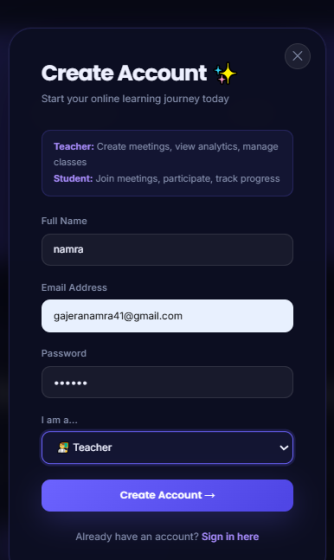 Create Account ✨
Start your online learning journey today
Teacher: Create meetings, view analytics, manage
classes
Student: Join meetings, participate, track progress
Full Name
namra
Email Address
gajeranamra41@gmail.com
Password
••••••
I am a...
Teacher
Create Account →
Already have an account? Sign in here